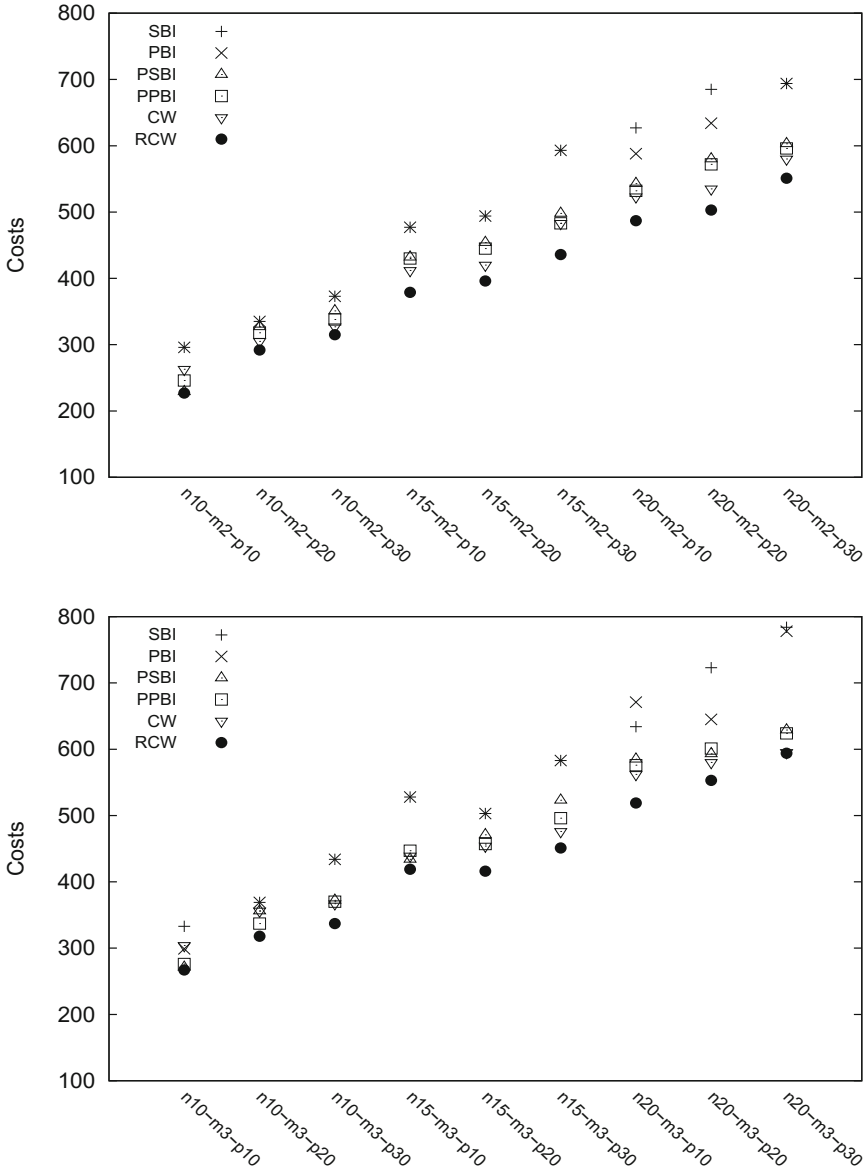 800
700
600
500
400
300
200
100
Costs
SBI
PBI
PSBI
PPBI
CW
RCW
n10-m2-p10
n10-m2-p20
n10-m2-p30
n15-m2-p10
n15-m2-p20
n15-m2-p30
n20-m2-p10
n20-m2-p20
n20-m2-p30
800
700
600
500
400
300
200
100
Costs
SBI
PBI
PSBI
PPBI
CW
RCW
n10-m3-p10
n10-m3-p20
n10-m3-p30
n15-m3-p10
n15-m3-p20
n15-m3-p30
n20-m3-p10
n20-m3-p20
n20-m3-p30